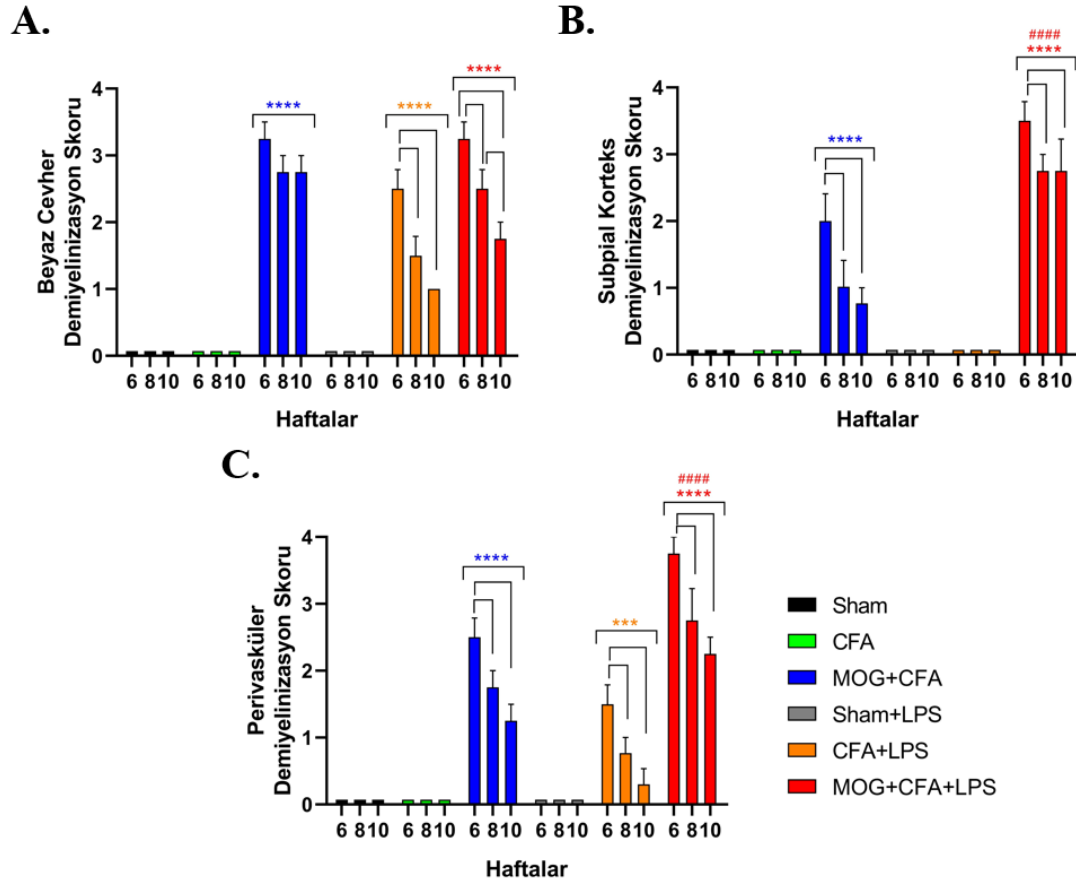 A.
****
****
****
Beyaz Cevher
Demiyelinizasyon Skoru
4
3
2
1
0
6 8 10 6 8 10 6 8 10 6 8 10 6 8 10 6 8 10
Haftalar
B.
####
****
****
Subpial Korteks
Demiyelinizasyon Skoru
4
3
2
1
0
6 8 10 6 8 10 6 8 10 6 8 10 6 8 10 6 8 10
Haftalar
C.
####
****
****
***
Perivasküler
Demiyelinizasyon Skoru
4
3
2
1
0
6 8 10 6 8 10 6 8 10 6 8 10 6 8 10 6 8 10
Haftalar
Sham
CFA
MOG+CFA
Sham+LPS
CFA+LPS
MOG+CFA+LPS